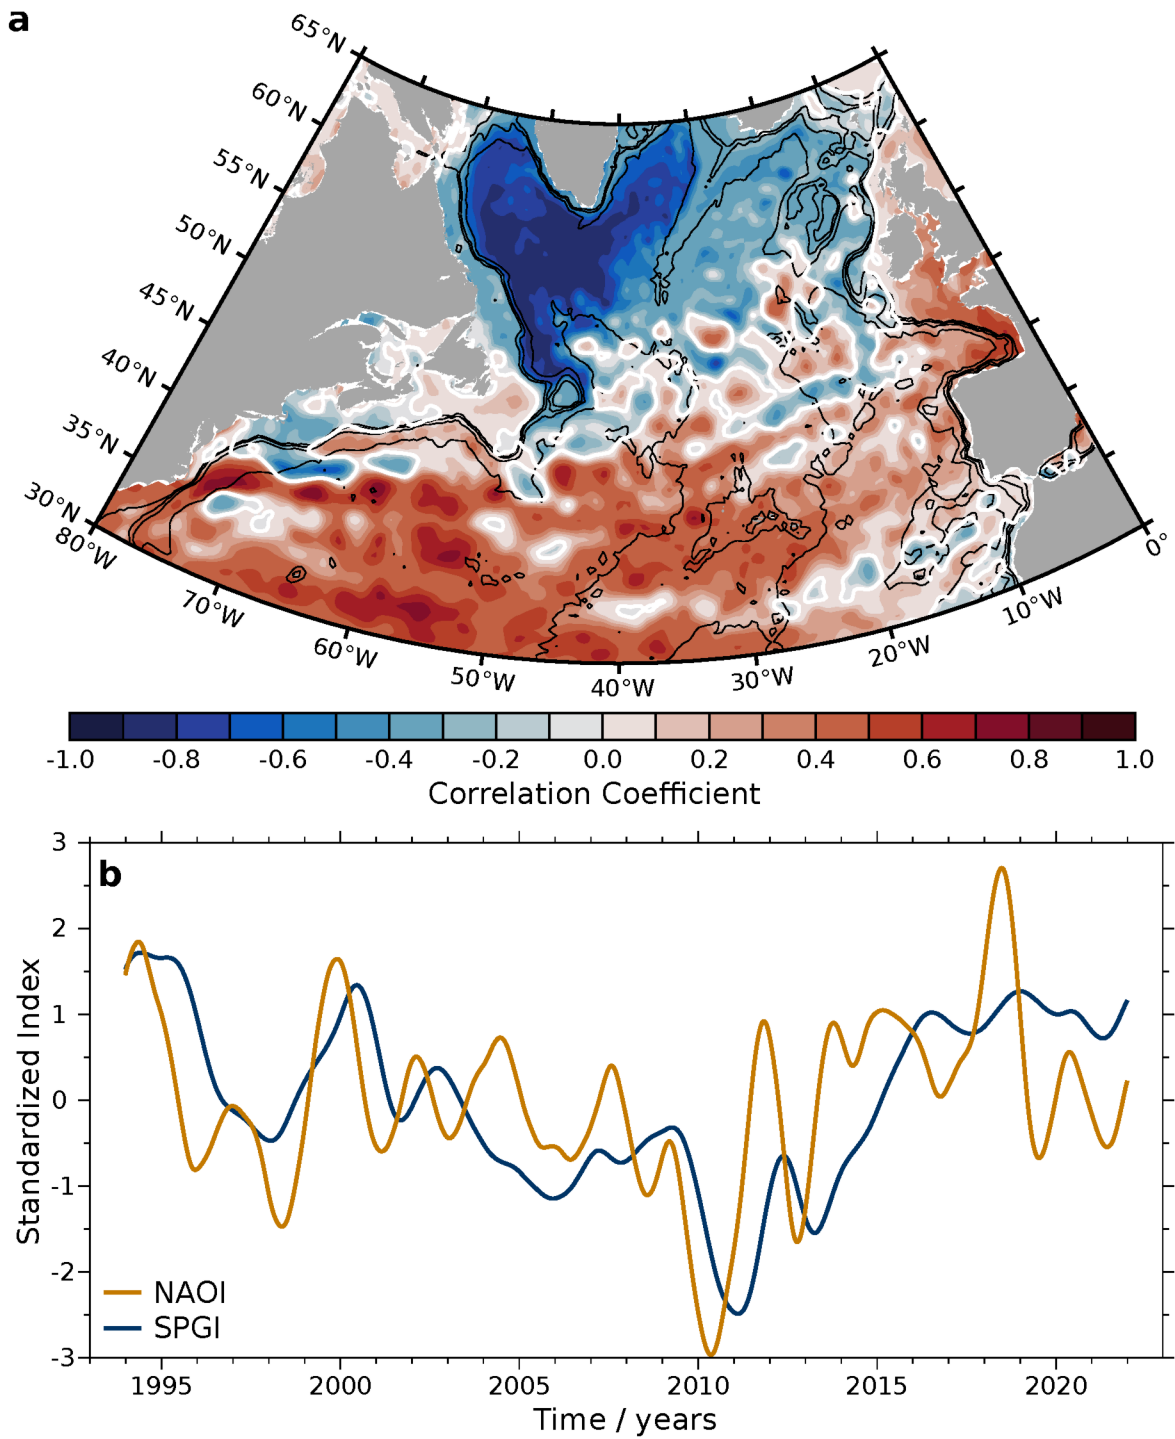 a
65°N
60°N
55°N
50°N
45°N
40°N
35°N
30°N
80°W
70°W
60°W
50°W
40°W
30°W
20°W
10°W
0°
-1.0 -0.8 -0.6 -0.4 -0.2 0.0 0.2 0.4 0.6 0.8 1.0
Correlation Coefficient
b
3
2
1
0
-1
-2
-3
Standardized Index
NAOI
SPGI
1995 2000 2005 2010 2015 2020
Time / years